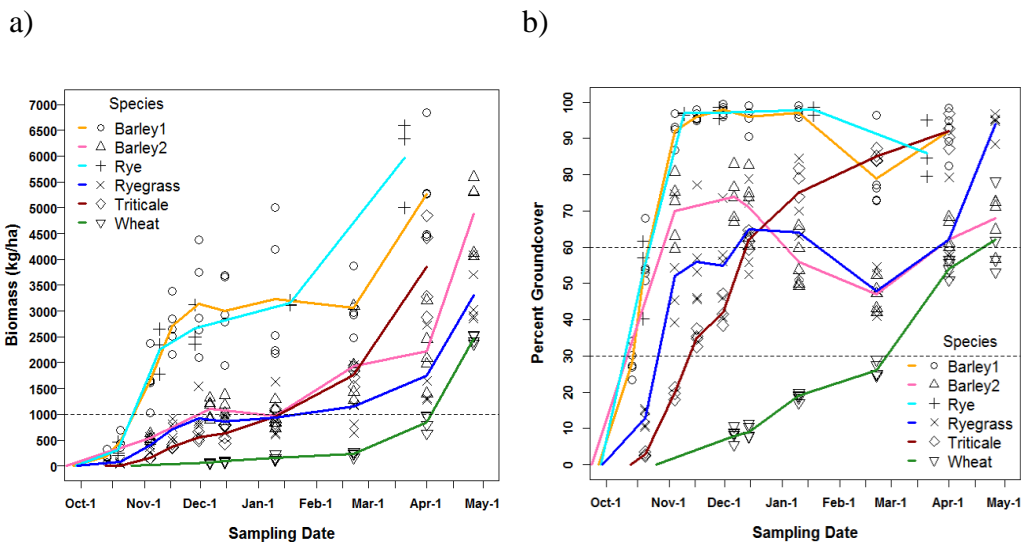 a)
b)
7000
6500
6000
5500
5000
4500
4000
3500
3000
2500
2000
1500
1000
500
0
Biomass (kg/ha)
Species
Barley1
Barley2
Rye
Ryegrass
Triticale
Wheat
Oct-1 Nov-1 Dec-1 Jan-1 Feb-1 Mar-1 Apr-1 May-1
Sampling Date
100
90
80
70
60
50
40
30
20
10
0
Percent Groundcover
Species
Barley1
Barley2
Rye
Ryegrass
Triticale
Wheat
Oct-1 Nov-1 Dec-1 Jan-1 Feb-1 Mar-1 Apr-1 May-1
Sampling Date